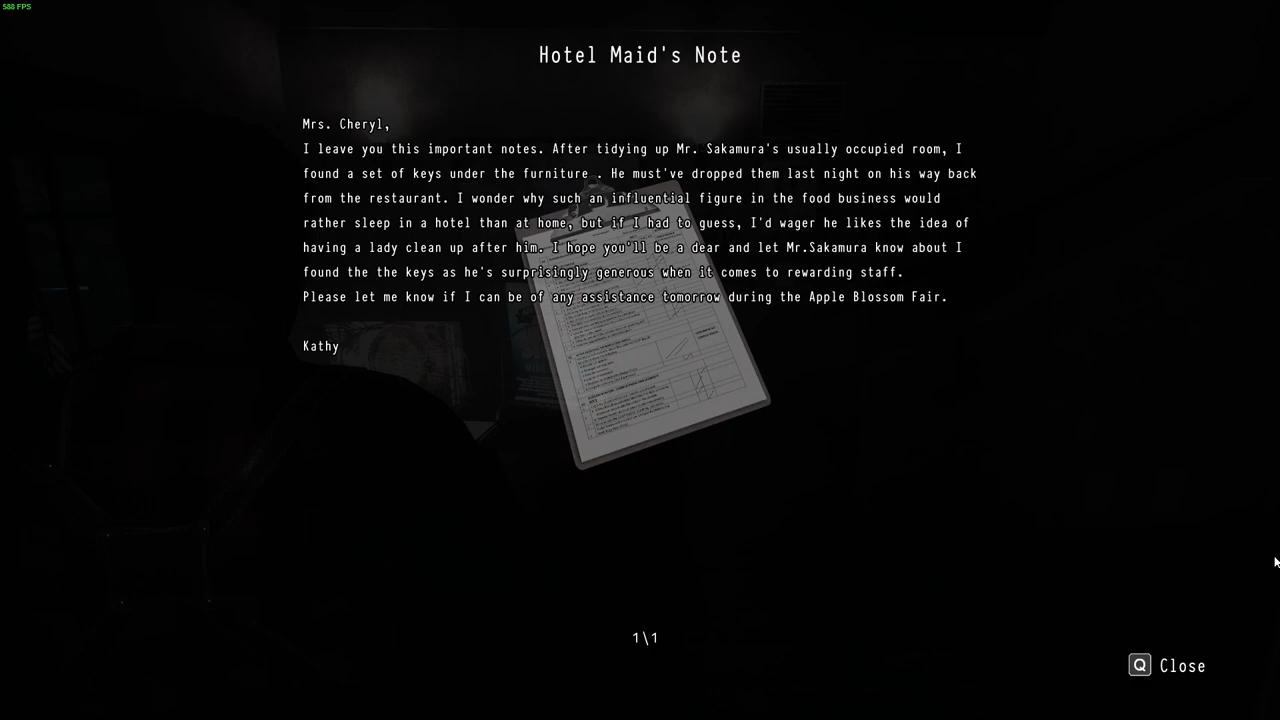 588 FPS
Hotel Maid's Note
Mrs. Cheryl,
I leave you this important notes. After tidying up Mr. Sakamura's usually occupied room, I
found a set of keys under the furniture . He must've dropped them last night on his way back
from the restaurant. I wonder why such an influential figure in the food business would
rather sleep in a hotel than at home, but if I had to guess, I'd wager he likes the idea of
having a lady clean up after him. I hope you'll be a dear and let Mr.Sakamura know about I
found the the keys as he's surprisingly generous when it comes to rewarding staff.
Please let me know if I can be of any assistance tomorrow during the Apple Blossom Fair.
Kathy
1\1
Q Close